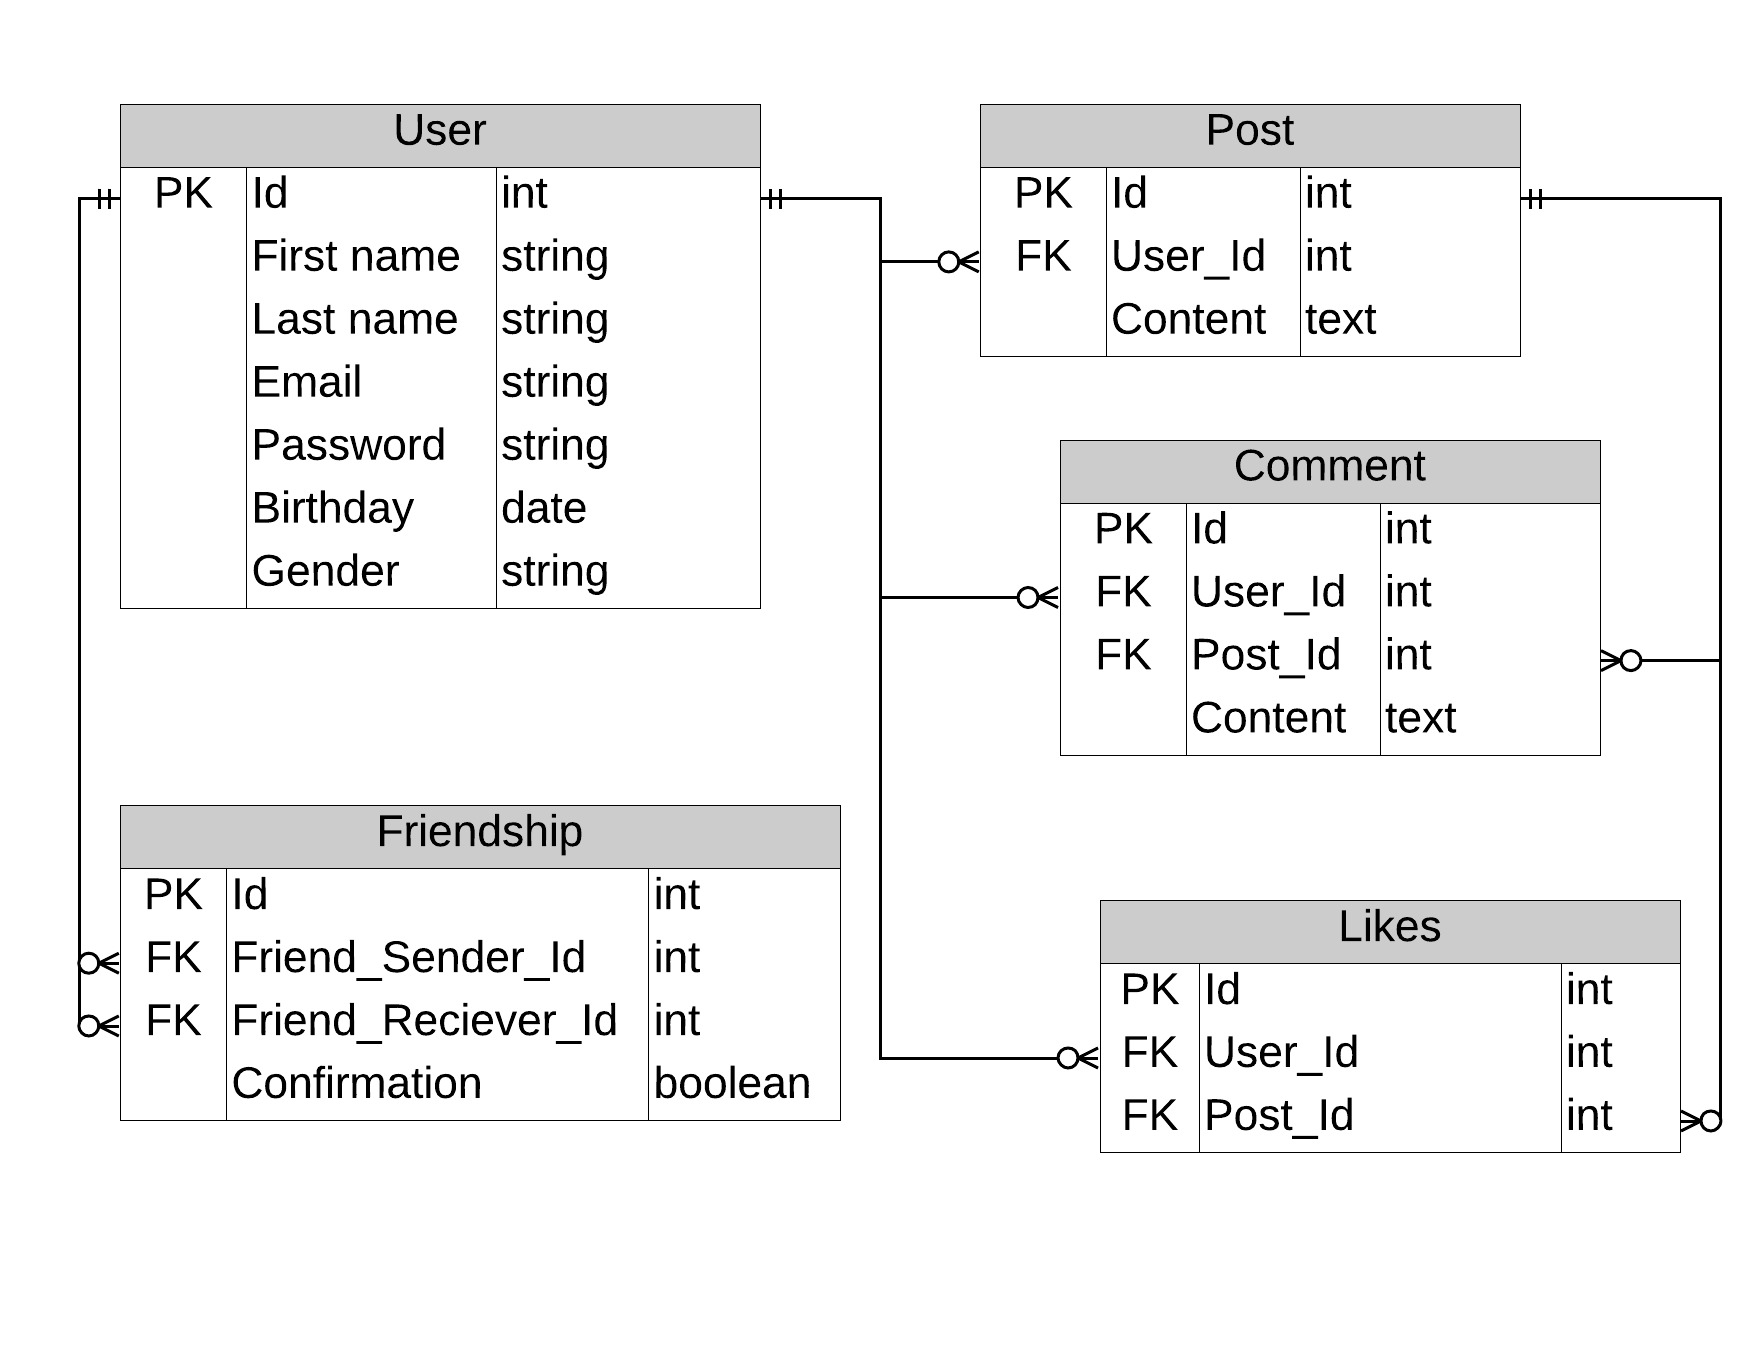 User
PK Id int
First name string
Last name string
Email string
Password string
Birthday date
Gender string
Post
PK Id int
FK User_Id int
Content text
Comment
PK Id int
FK User_Id int
FK Post_Id int
Content text
Friendship
PK Id int
FK Friend_Sender_Id int
FK Friend_Reciever_Id int
Confirmation boolean
Likes
PK Id int
FK User_Id int
FK Post_Id int